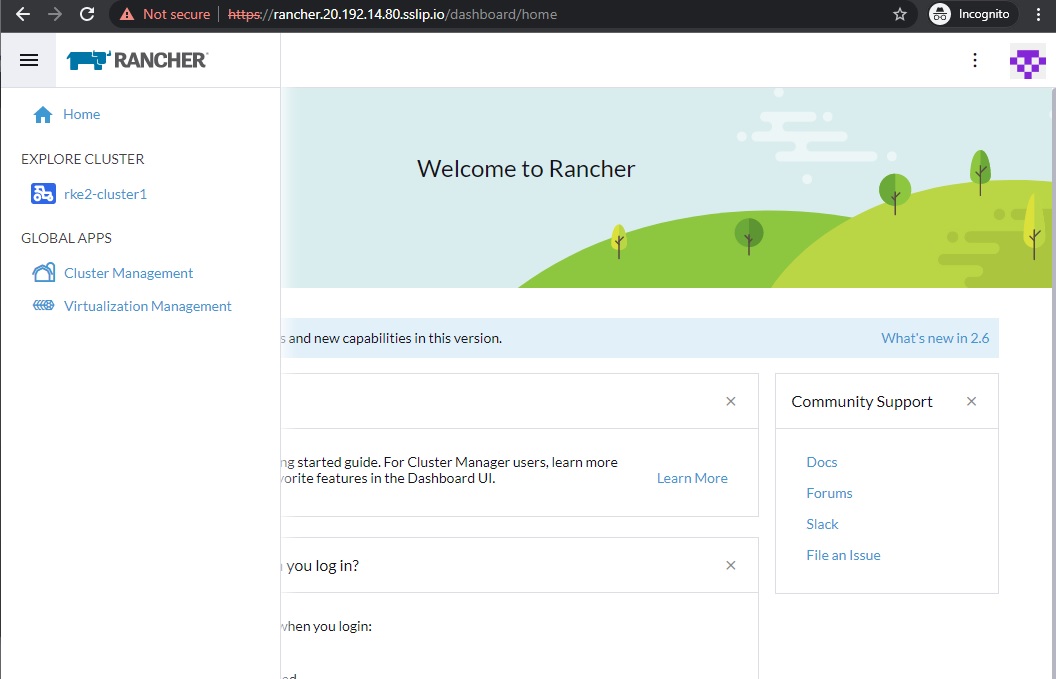 Not secure https://rancher.20.192.14.80.sslip.io/dashboard/home Incognito
RANCHER
Home
EXPLORE CLUSTER
rke2-cluster1
GLOBAL APPS
Cluster Management
Virtualization Management
Welcome to Rancher
and new capabilities in this version. What's new in 2.6
started guide. For Cluster Manager users, learn more
features in the Dashboard UI. Learn More
you log in?
when you login:
Community Support
Docs
Forums
Slack
File an Issue